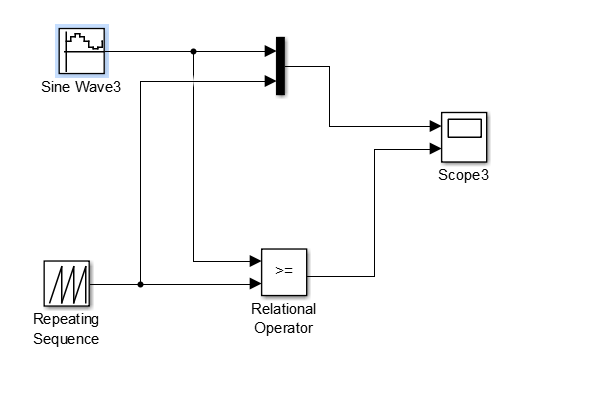 Sine Wave3
Scope3
>=
Repeating
Sequence
Relational
Operator